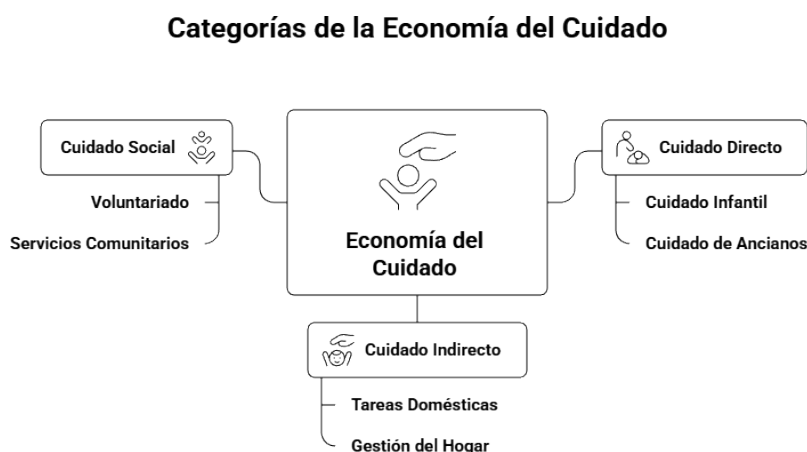 Categorías de la Economía del Cuidado
Cuidado Social
Voluntariado
Servicios Comunitarios
Economía del
Cuidado
Cuidado Directo
Cuidado Infantil
Cuidado de Ancianos
Cuidado Indirecto
Tareas Domésticas
Gestión del Hogar